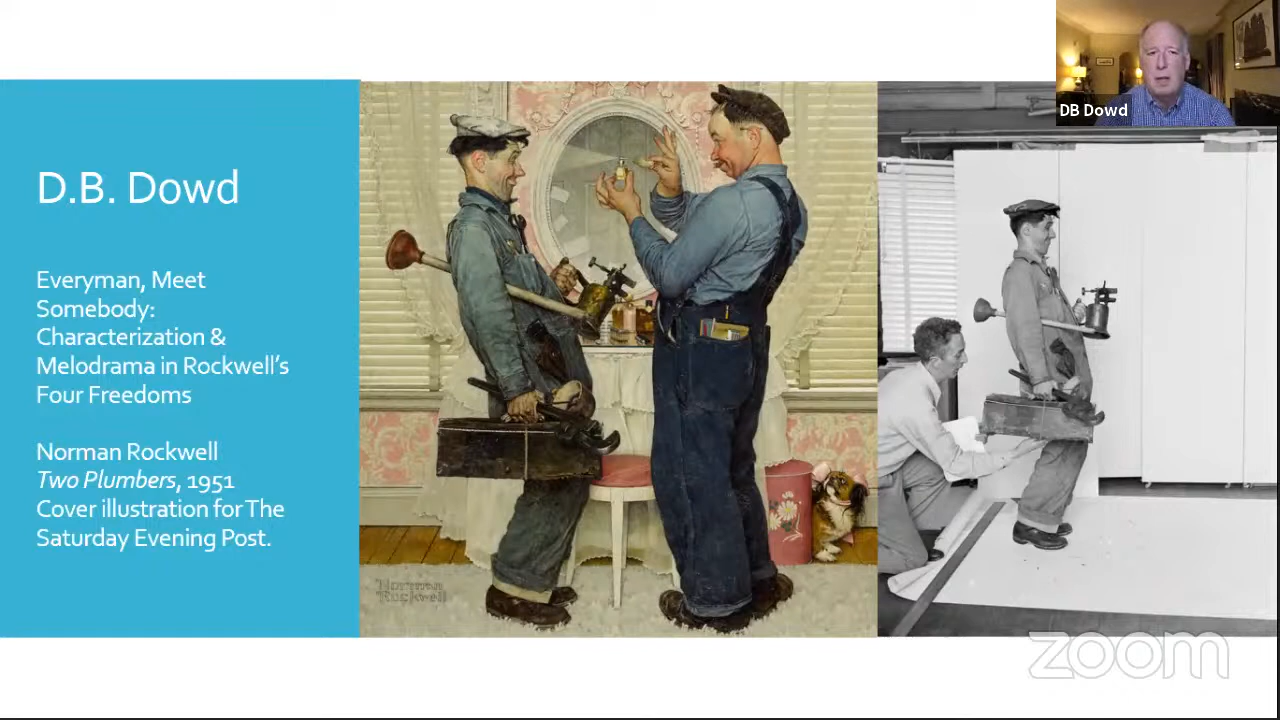 D.B. Dowd
Everyman, Meet
Somebody:
Characterization &
Melodrama in Rockwell's
Four Freedoms
Norman Rockwell
Two Plumbers, 1951
Cover illustration for The
Saturday Evening Post.
Norman
Rockwell
DB Dowd
zoom